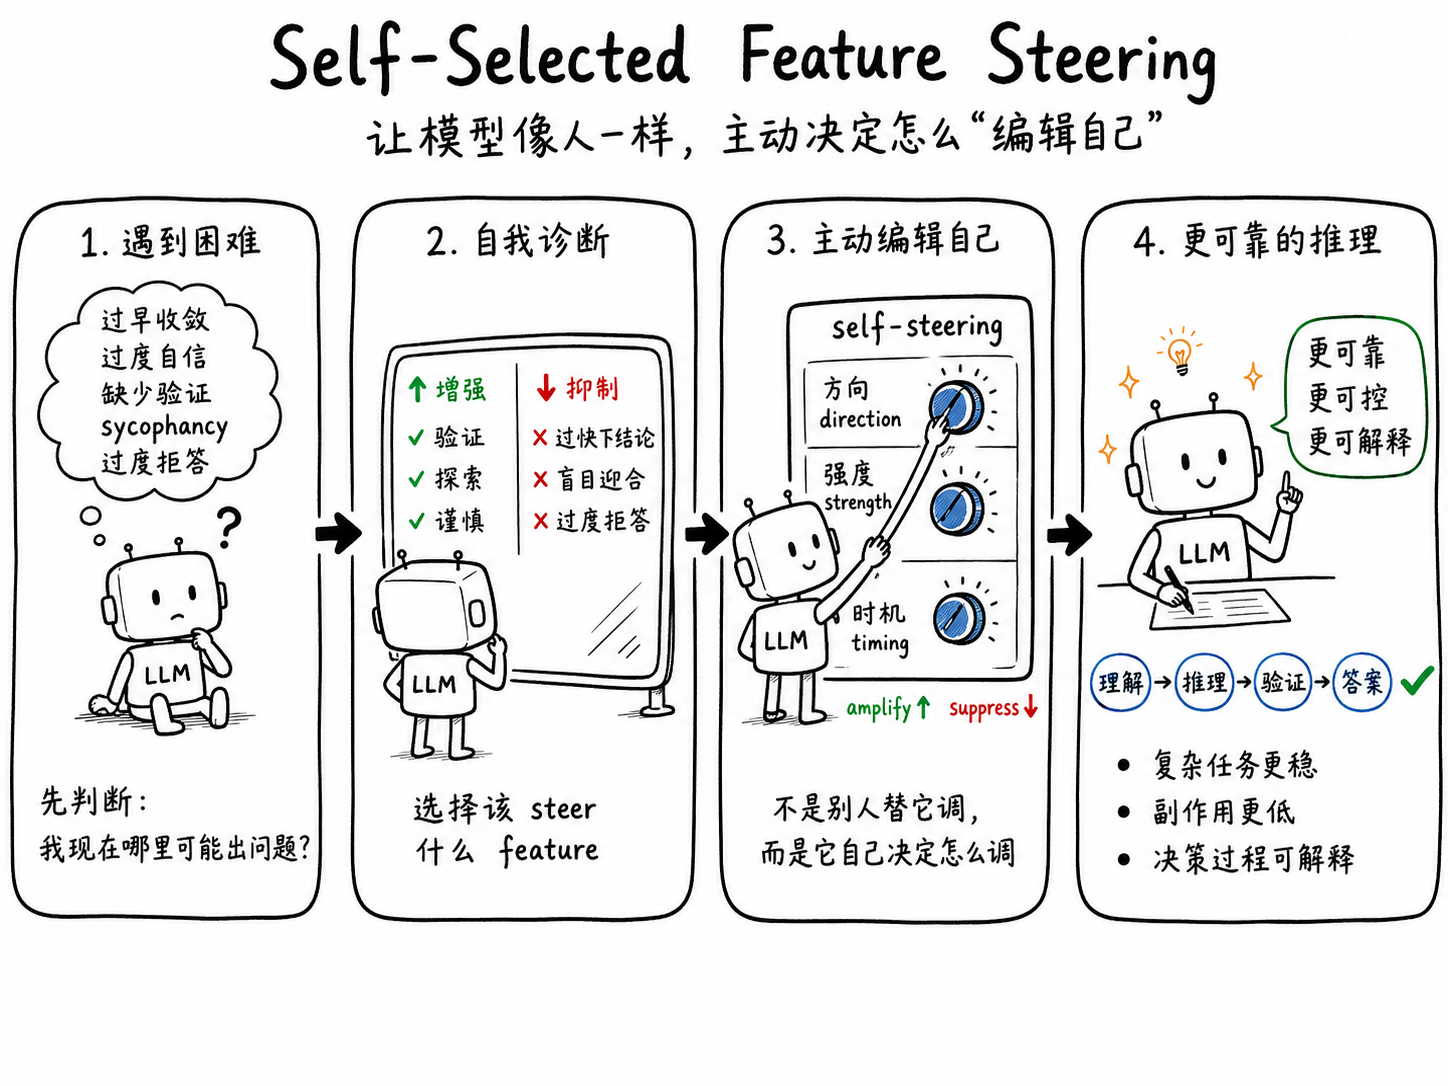 Self-Selected Feature Steering
让模型像人一样，主动决定怎么“编辑自己”
1. 遇到困难
过早收敛
过度自信
缺少验证
sycophancy
过度拒答
?
LLM
先判断：
我现在哪里可能出问题?
2. 自我诊断
↑ 增强
✓ 验证
✓ 探索
✓ 谨慎
↓ 抑制
× 过快下结论
× 盲目迎合
× 过度拒答
LLM
选择该 steer
什么 feature
3. 主动编辑自己
self-steering
方向
direction
强度
strength
时机
timing
LLM
amplify↑ suppress↓
不是别人替它调，
而是它自己决定怎么调
4. 更可靠的推理
更可靠
更可控
更可解释
LLM
理解→推理→验证→答案 ✓
• 复杂任务更稳
• 副作用更低
• 决策过程可解释